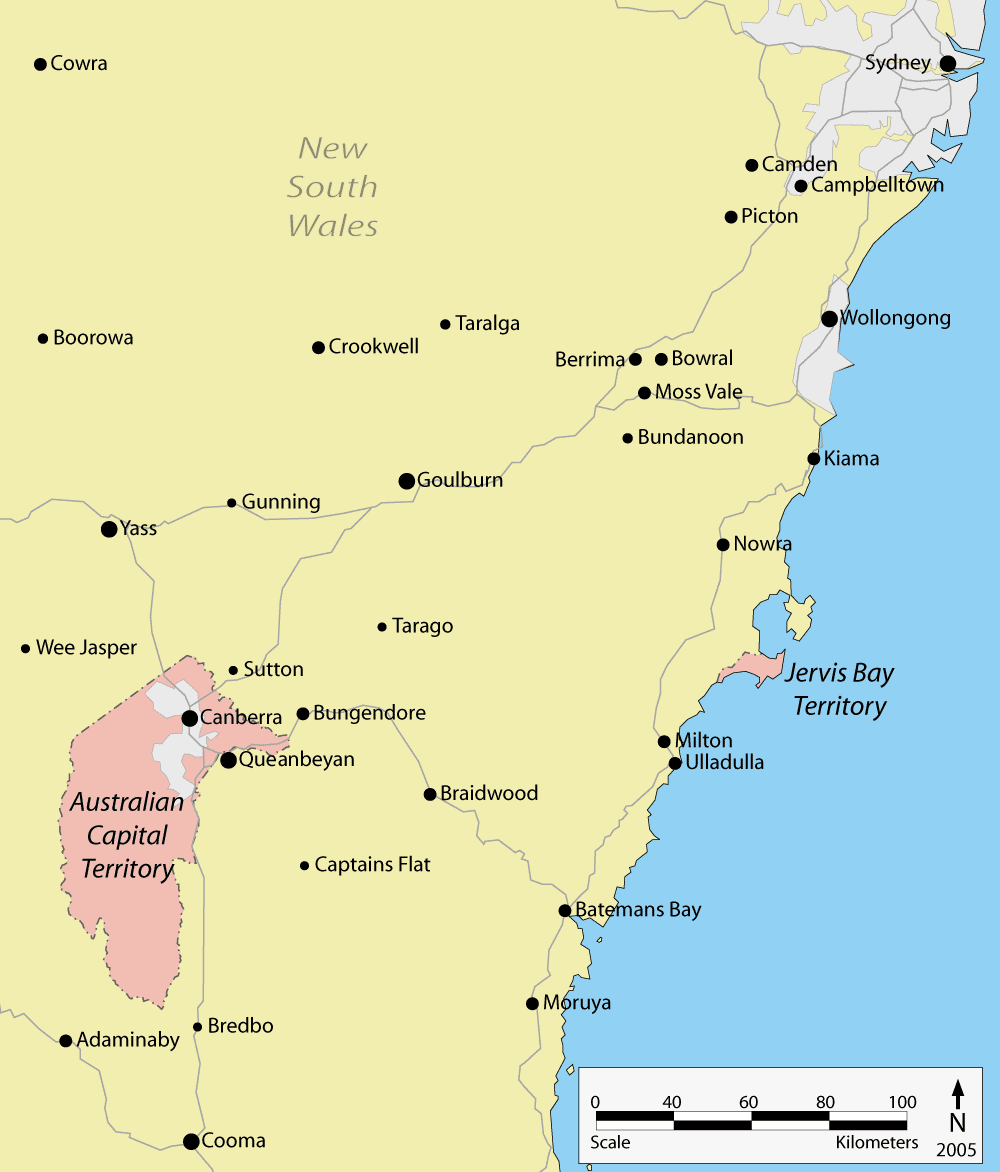 Sydney
Cowra
New
South
Wales
Camden
Campbelltown
Picton
Wollongong
Taralga
Boorowa
Crookwell
Berrima
Bowral
Moss Vale
Bundanoon
Kiama
Goulburn
Gunning
Yass
Nowra
Tarago
Wee Jasper
Sutton
Jervis Bay
Territory
Canberra
Bungendore
Milton
Queanbeyan
Ulladulla
Braidwood
Australian
Capital
Territory
Captains Flat
Batemans Bay
Moruya
Bredbo
Adaminaby
Cooma
0 40 60 80 100
Scale Kilometers
N
2005